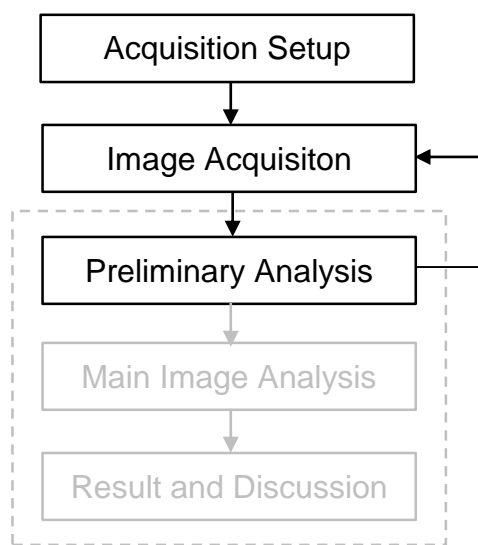 Acquisition Setup
Image Acquisiton
Preliminary Analysis
Main Image Analysis
Result and Discussion